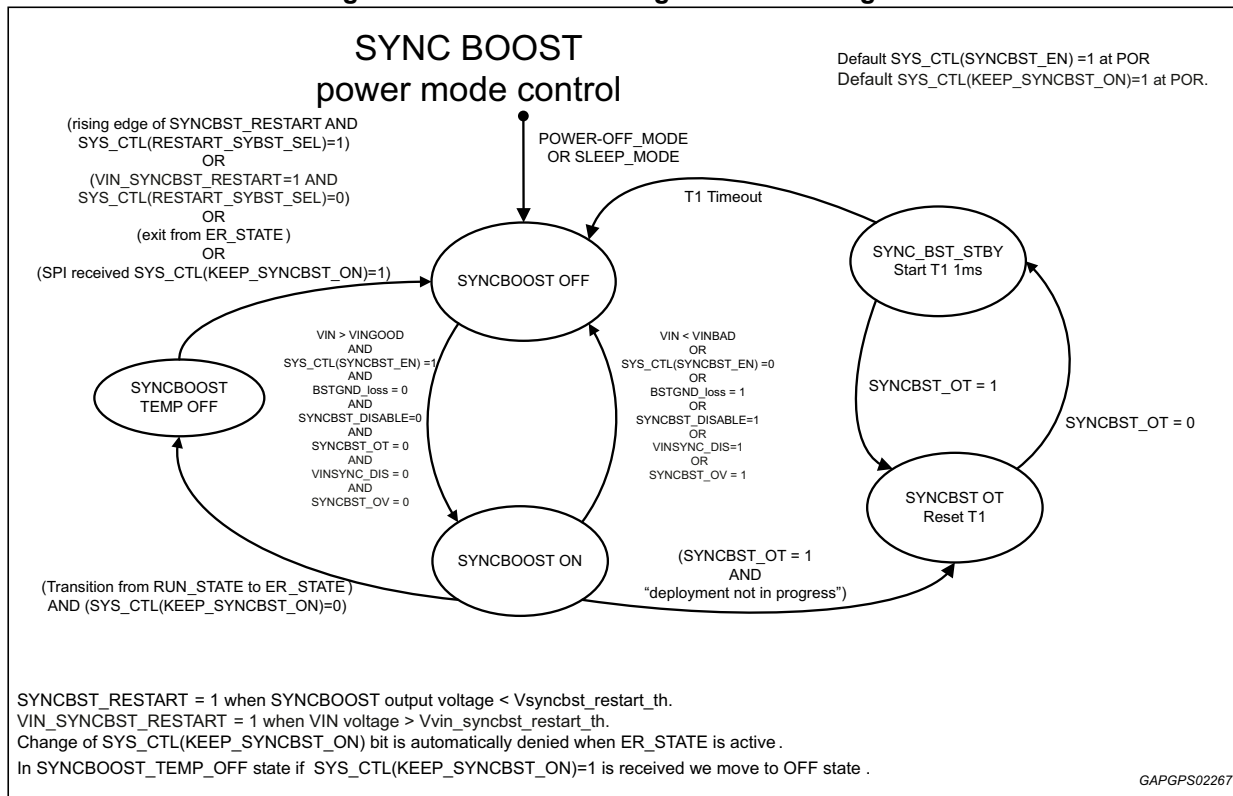 SYNC BOOST
power mode control
Default SYS_CTL(SYNCBST_EN) =1 at POR
Default SYS_CTL(KEEP_SYNCBST_ON)=1 at POR.
(rising edge of SYNCBST_RESTART AND
SYS_CTL(RESTART_SYBST_SEL)=1)
OR
(VIN_SYNCBST_RESTART=1 AND
SYS_CTL(RESTART_SYBST_SEL)=0)
OR
(exit from ER_STATE)
OR
(SPI received SYS_CTL(KEEP_SYNCBST_ON)=1)
POWER-OFF_MODE
OR SLEEP_MODE
T1 Timeout
SYNCBOOST OFF
SYNC_BST_STBY
Start T1 1ms
VIN > VINGOOD
AND
SYS_CTL(SYNCBST_EN) =1
AND
BSTGND_loss = 0
AND
SYNCBST_DISABLE=0
AND
SYNCBST_OT = 0
AND
VINSYNC_DIS = 0
AND
SYNCBST_OV = 0
VIN < VINBAD
OR
SYS_CTL(SYNCBST_EN) =0
OR
BSTGND_loss = 1
OR
SYNCBST_DISABLE=1
OR
VINSYNC_DIS=1
OR
SYNCBST_OV = 1
SYNCBOOST
TEMP OFF
SYNCBST_OT = 1
SYNCBST_OT = 0
SYNCBST OT
Reset T1
SYNCBOOST ON
(SYNCBST_OT = 1
AND
“deployment not in progress”)
(Transition from RUN_STATE to ER_STATE)
AND (SYS_CTL(KEEP_SYNCBST_ON)=0)
SYNCBST_RESTART = 1 when SYNCBOOST output voltage < Vsyncbst_restart_th.
VIN_SYNCBST_RESTART = 1 when VIN voltage > Vvin_syncbst_restart_th.
Change of SYS_CTL(KEEP_SYNCBST_ON) bit is automatically denied when ER_STATE is active.
In SYNCBOOST_TEMP_OFF state if SYS_CTL(KEEP_SYNCBST_ON)=1 is received we move to OFF state .
GAPGPS02267